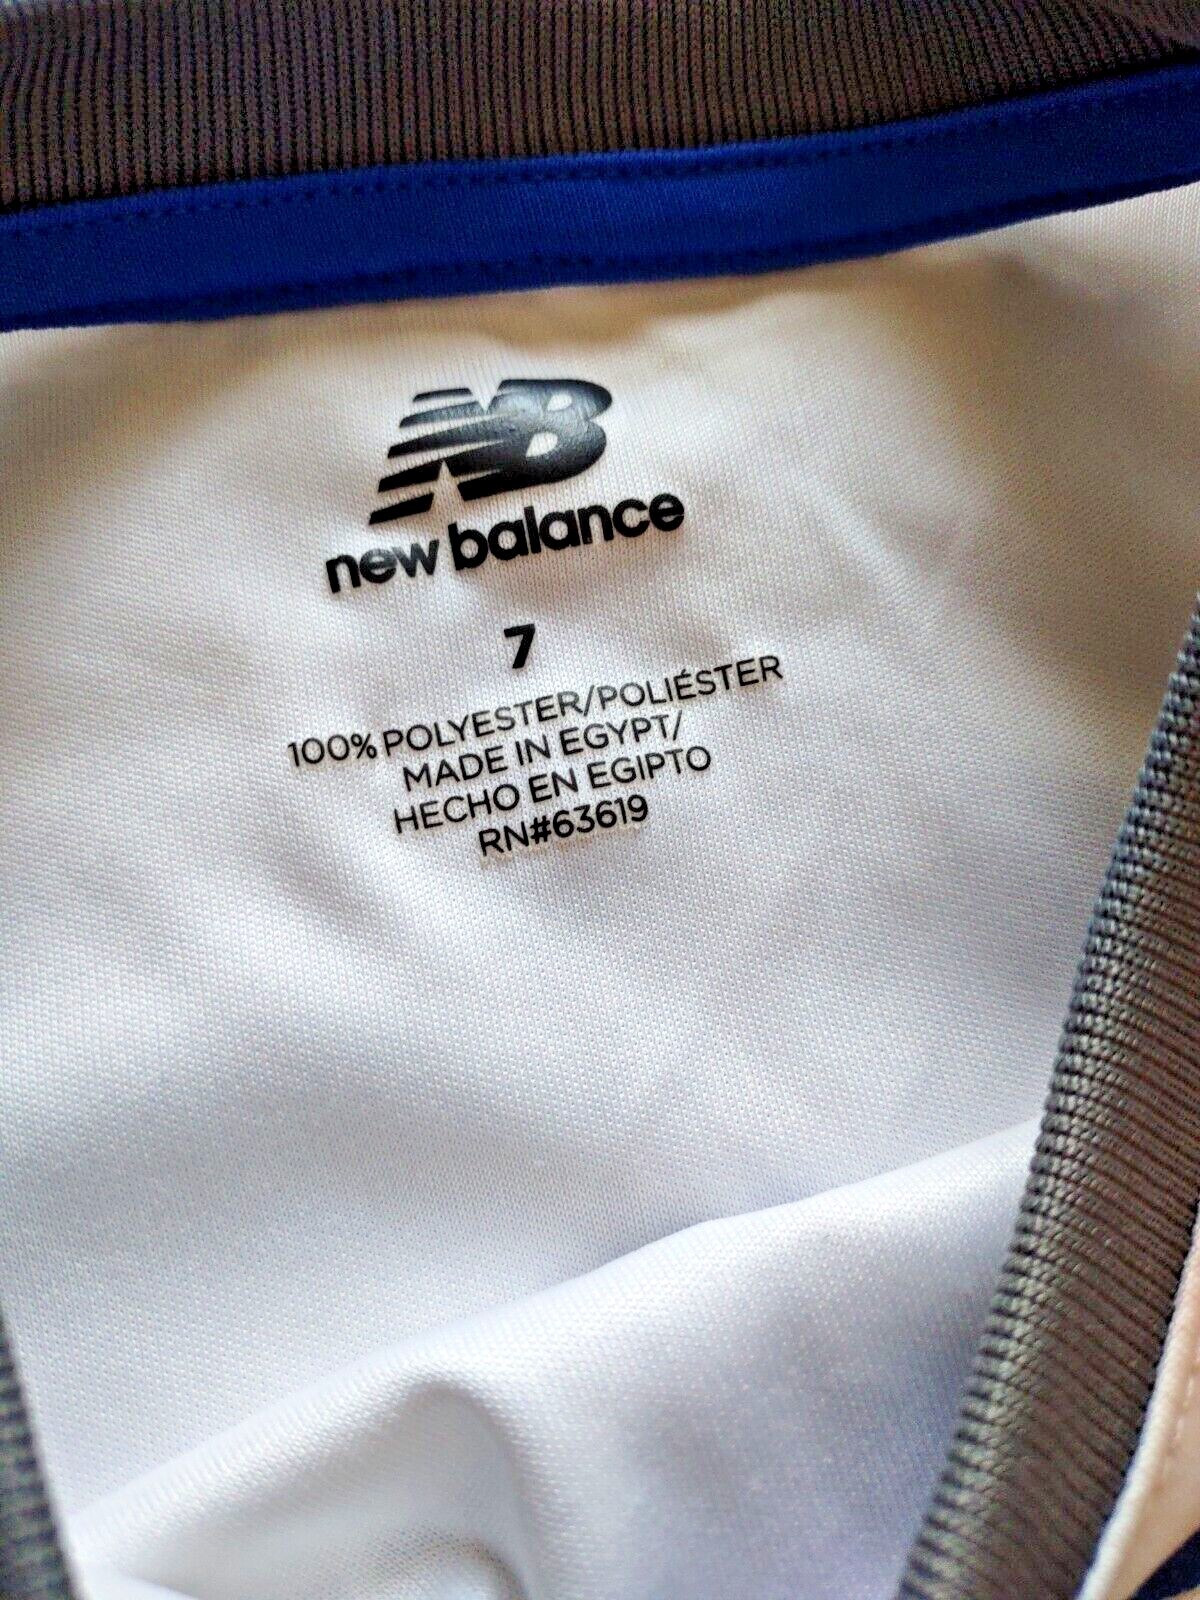 NB
new balance
7
100% POLYESTER/POLIÉSTER
MADE IN EGYPT/
HECHO EN EGIPTO
RN#63619